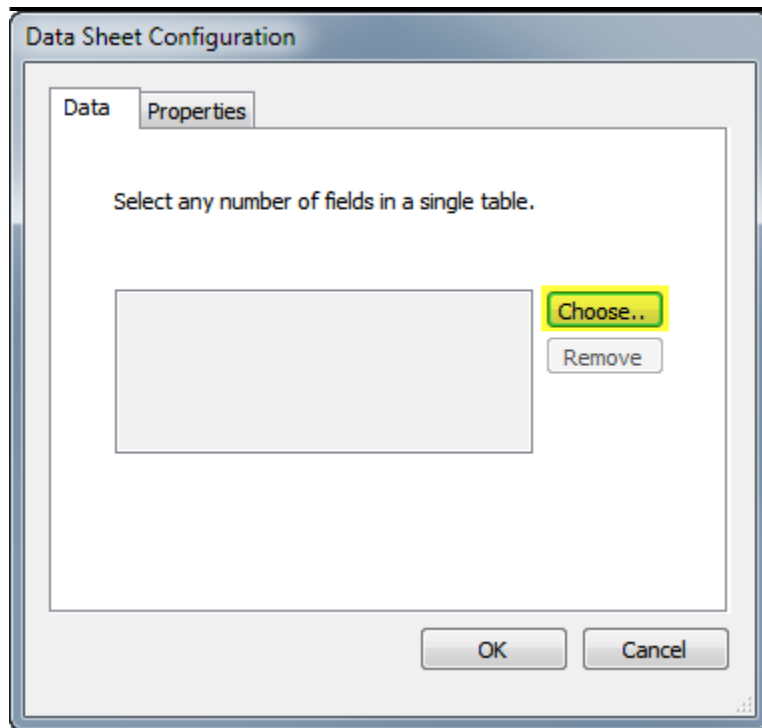 Data Sheet Configuration
Data
Properties
Select any number of fields in a single table.
Choose..
Remove
OK
Cancel